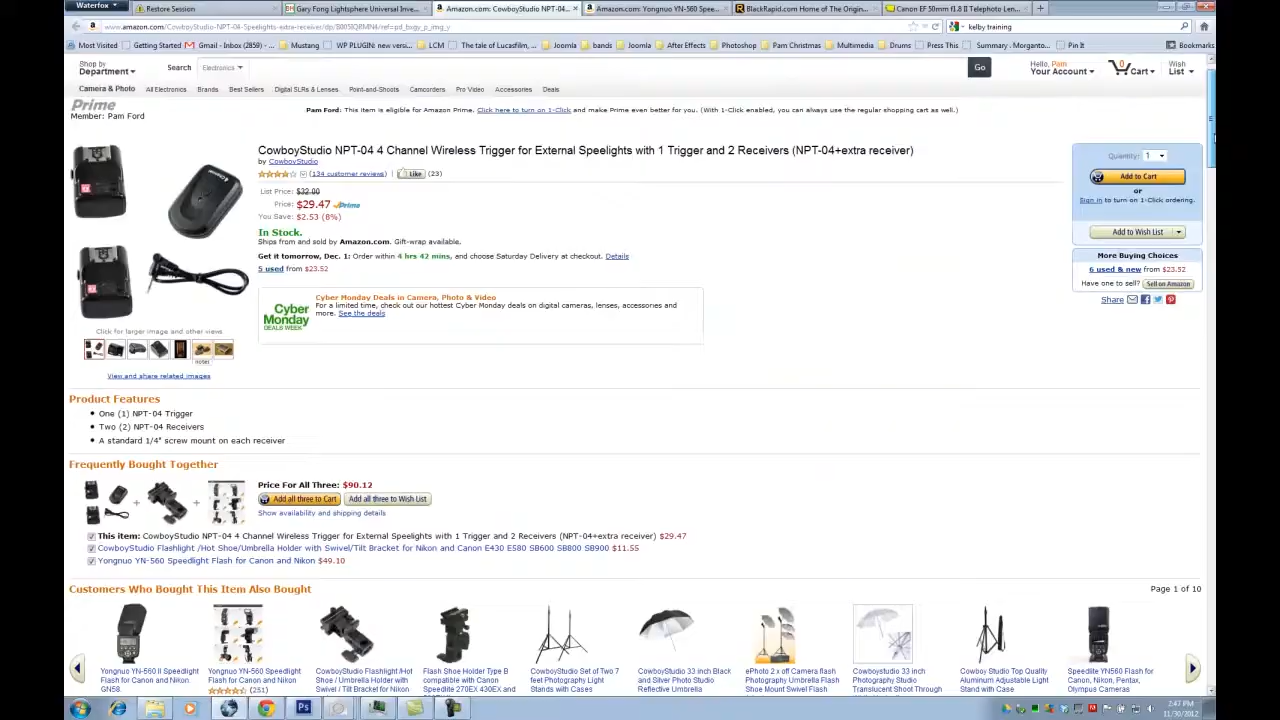 Waterfox
Restore Session
Gary Fong Lightsphere Universal Inve...
Amazon.com: CowboyStudio NPT-04...
Amazon.com: Yongnuo YN-560 Spee...
BlackRapid.com Home of The Origin...
Canon EF 50mm f1.8 II Telephoto Len...
www.amazon.com/CowboyStudio-NPT-04-Speelights-extra-receiver/dp/
kelby training
Most Visited
Getting Started
Gmail - Inbox (2859) - ...
Mustang
WP PLUGIN: new versi...
LCM
The tale of Lucasfilm, ...
Joomla
bands
Joomla
After Effects
Photoshop
Pam Christmas
Multimedia
Drums
Press This
Summary . Morganto...
Pin It
Bookmarks
Shop by
Department
Search
Electronics
Go
Hello, Pam
Your Account
0
Cart
Wish
List
Camera & Photo
All Electronics
Brands
Best Sellers
Digital SLRs & Lenses
Point-and-Shoots
Camcorders
Pro Video
Accessories
Deals
Prime
Member: Pam Ford
Pam Ford: This item is eligible for Amazon Prime. Click here to turn on 1-Click and make Prime even better for you. (With 1-Click enabled, you can always use the regular shopping cart as well.)
CowboyStudio NPT-04 4 Channel Wireless Trigger for External Speelights with 1 Trigger and 2 Receivers (NPT-04+extra receiver)
by CowboyStudio
(134 customer reviews) | Like (23)
List Price: $32.00
Price: $29.47 Prime
You Save: $2.53 (8%)
In Stock.
Ships from and sold by Amazon.com. Gift-wrap available.
Get it tomorrow, Dec. 1: Order within 4 hrs 42 mins, and choose Saturday Delivery at checkout. Details
5 used from $23.52
Cyber
Monday
DEALS WEEK
Cyber Monday Deals in Camera, Photo & Video
For a limited time, check out our hottest Cyber Monday deals on digital cameras, lenses, accessories and
more. See the deals
Quantity: 1
Add to Cart
or
Sign in to turn on 1-Click ordering.
Add to Wish List
More Buying Choices
6 used & new from $23.52
Have one to sell? Sell on Amazon
Share
Click for larger image and other views
note!
View and share related images
Product Features
One (1) NPT-04 Trigger
Two (2) NPT-04 Receivers
A standard 1/4" screw mount on each receiver
Frequently Bought Together
Price For All Three: $90.12
Add all three to Cart
Add all three to Wish List
Show availability and shipping details
+
+
This item: CowboyStudio NPT-04 4 Channel Wireless Trigger for External Speelights with 1 Trigger and 2 Receivers (NPT-04+extra receiver) $29.47
CowboyStudio Flashlight /Hot Shoe/Umbrella Holder with Swivel/Tilt Bracket for Nikon and Canon E430 E580 SB600 SB800 SB900 $11.55
Yongnuo YN-560 Speedlight Flash for Canon and Nikon $49.10
Customers Who Bought This Item Also Bought
Page 1 of 10
Yongnuo YN-560 II Speedlight
Flash for Canon and Nikon
GN58.
Yongnuo YN-560 Speedlight
Flash for Canon and Nikon
(251)
CowboyStudio Flashlight /Hot
Shoe / Umbrella Holder with
Swivel / Tilt Bracket for Nikon
Flash Shoe Holder Type B
compatible with Canon
Speedlite 270EX 430EX and
CowboyStudio Set of Two 7
feet Photography Light
Stands with Cases
CowboyStudio 33 inch Black
and Silver Photo Studio
Reflective Umbrella
ePhoto 2 x off Camera Flash
Shoe Mount Swivel Flash
Umbrella
Cowboystudio 33 inch
Photography Studio
Translucent Shoot Through
Cowboy Studio Top Quality
Aluminum Adjustable Light
Stand with Case
Speedlite YN560 Flash for
Canon, Nikon, Pentax,
Olympus Cameras
2:47 PM
11/30/2012